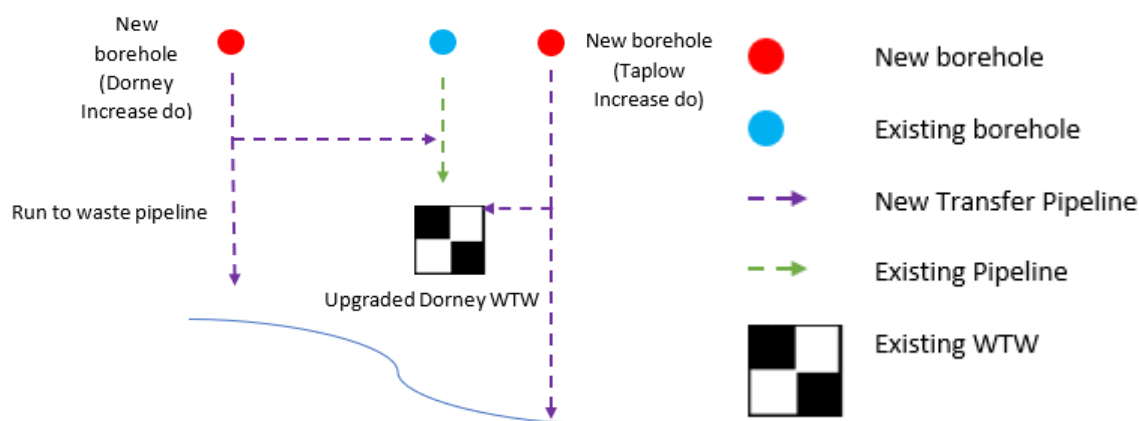 New
borehole
(Dorney
Increase do)
New borehole
(Taplow
Increase do)
Run to waste pipeline
Upgraded Dorney WTW
New borehole
Existing borehole
New Transfer Pipeline
Existing Pipeline
Existing WTW